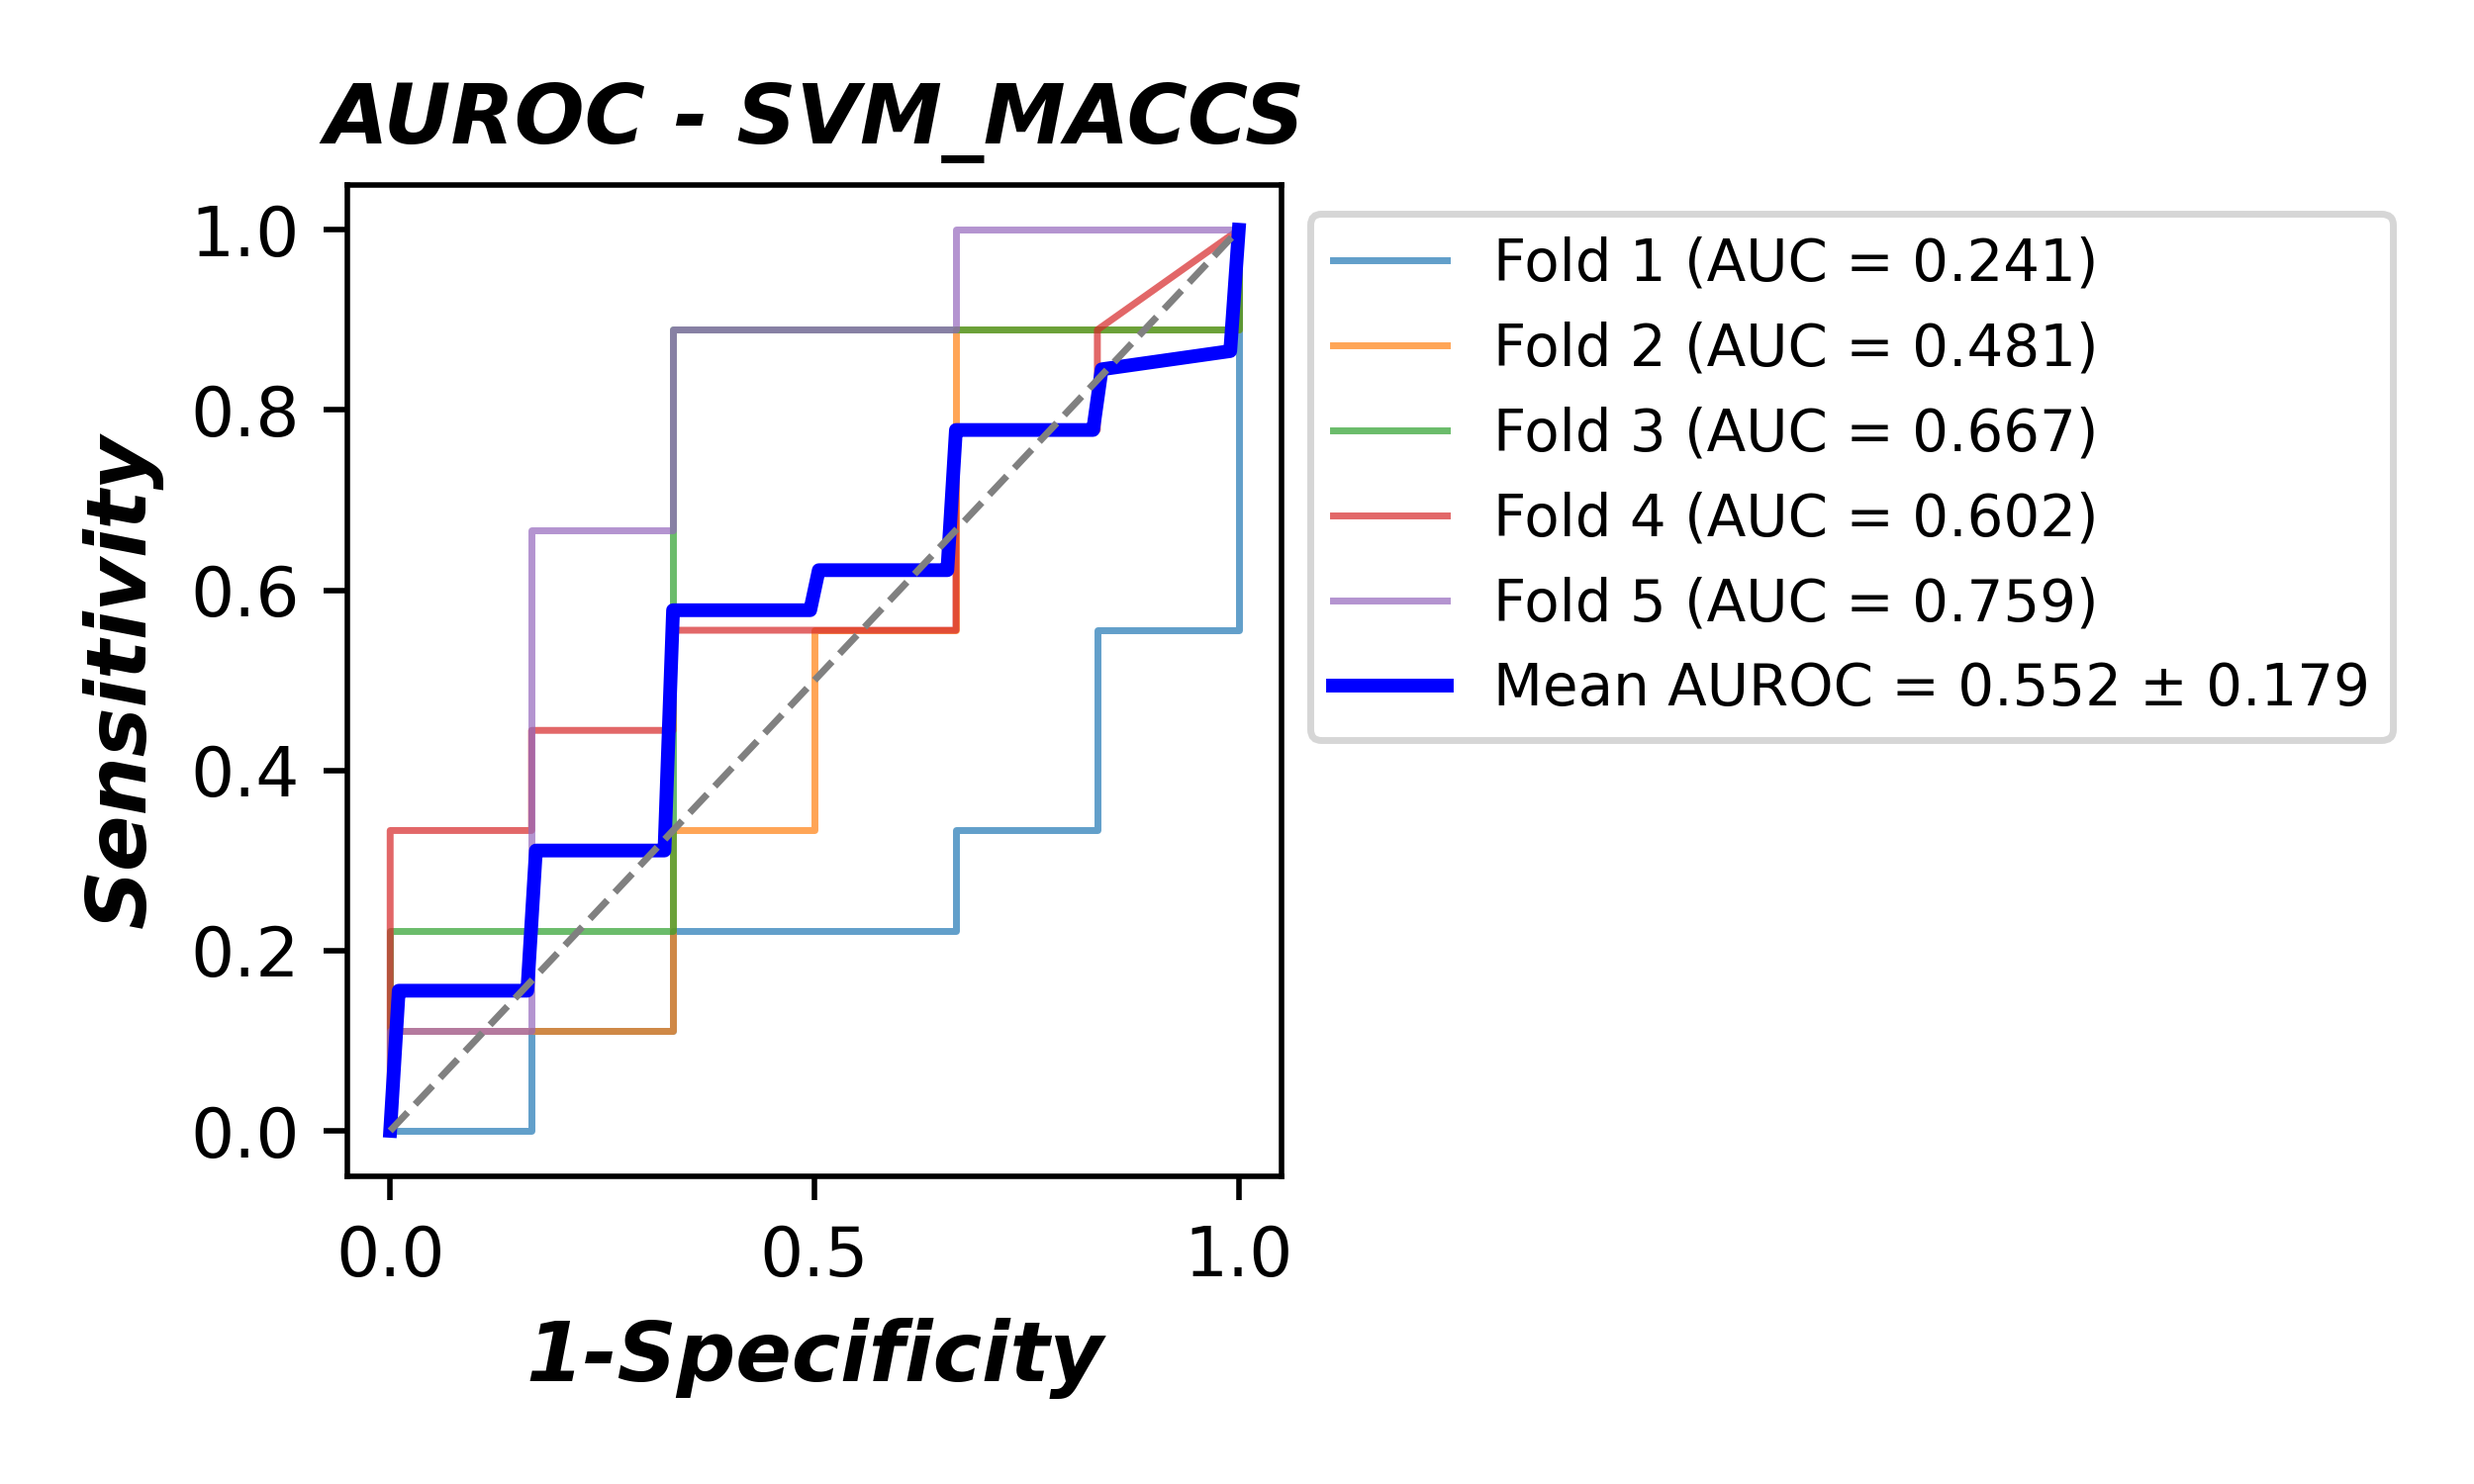 AUROC - SVM_MACCS
Sensitivity
1.0
0.8
0.6
0.4
0.2
0.0
0.0 0.5 1.0
1-Specificity
Fold 1 (AUC = 0.241)
Fold 2 (AUC = 0.481)
Fold 3 (AUC = 0.667)
Fold 4 (AUC = 0.602)
Fold 5 (AUC = 0.759)
Mean AUROC = 0.552 ± 0.179